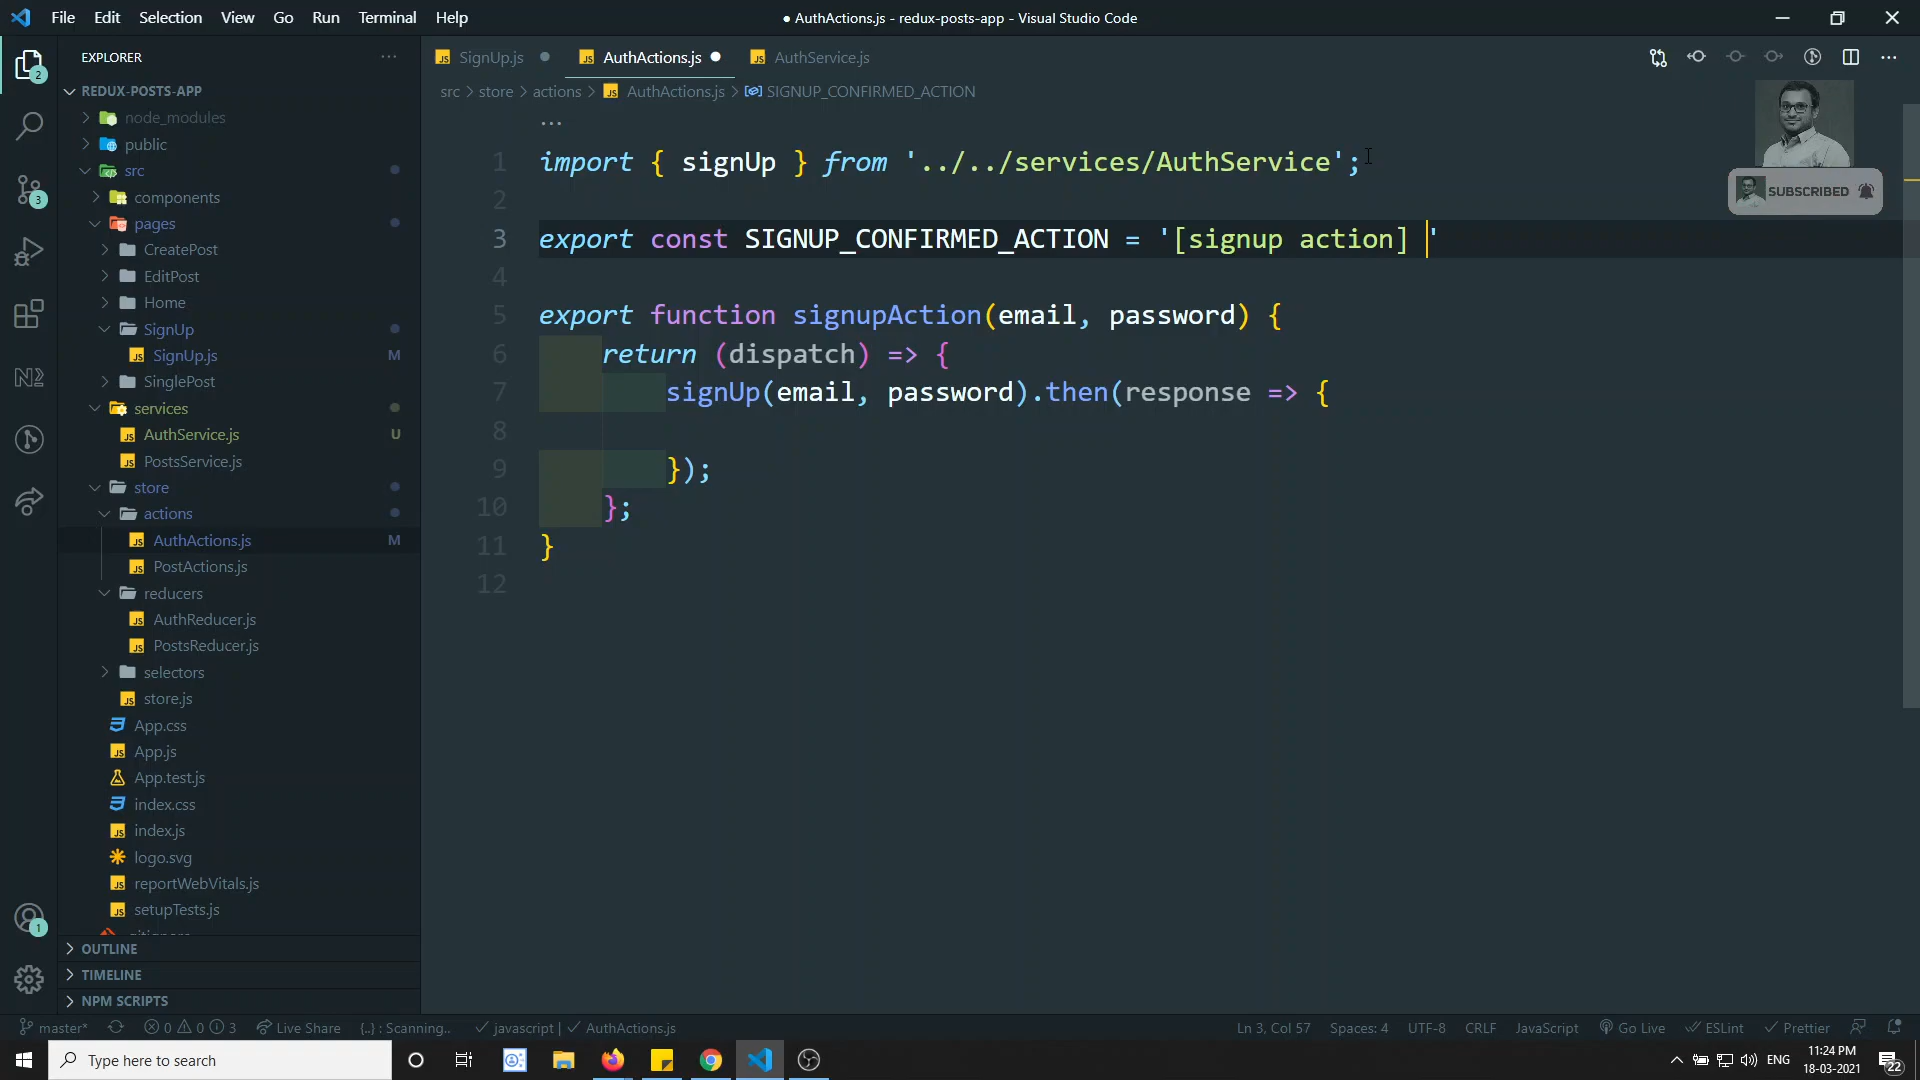 File Edit Selection View Go Run Terminal Help
● AuthActions.js - redux-posts-app - Visual Studio Code
EXPLORER
SignUp.js
AuthActions.js
AuthService.js
src > store > actions > AuthActions.js > SIGNUP_CONFIRMED_ACTION
REDUX-POSTS-APP
node_modules
public
src
components
pages
CreatePost
EditPost
Home
SignUp
SignUp.js M
SinglePost
services
AuthService.js U
PostsService.js
store
actions
AuthActions.js M
PostActions.js
reducers
AuthReducer.js
PostsReducer.js
selectors
store.js
App.css
App.js
App.test.js
index.css
index.js
logo.svg
reportWebVitals.js
setupTests.js
.gitignore
OUTLINE
TIMELINE
NPM SCRIPTS
2
3
1
...
1 import { signUp } from '../../services/AuthService';
2
3 export const SIGNUP_CONFIRMED_ACTION = '[signup action] '
4
5 export function signupAction(email, password) {
6 return (dispatch) => {
7 signUp(email, password).then(response => {
8
9 });
10 };
11 }
12
SUBSCRIBED
master* 0 0 3 Live Share {..} : Scanning.. javascript | AuthActions.js
Ln 3, Col 57 Spaces: 4 UTF-8 CRLF JavaScript Go Live ESLint Prettier
Type here to search
ENG
11:24 PM
18-03-2021
22